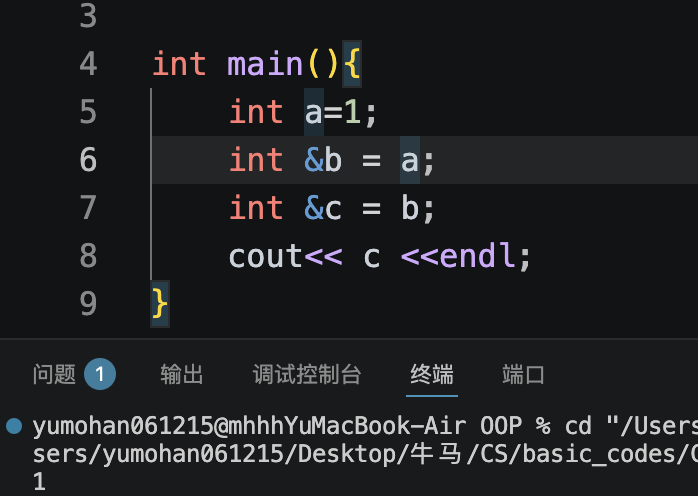 3
4 int main(){
5 int a=1;
6 int &b = a;
7 int &c = b;
8 cout<< c <<endl;
9 }
问题 1 输出 调试控制台 终端 端口
yumohan061215@mhhhYuMacBook-Air OOP % cd "/Users
sers/yumohan061215/Desktop/牛马/CS/basic_codes/
1